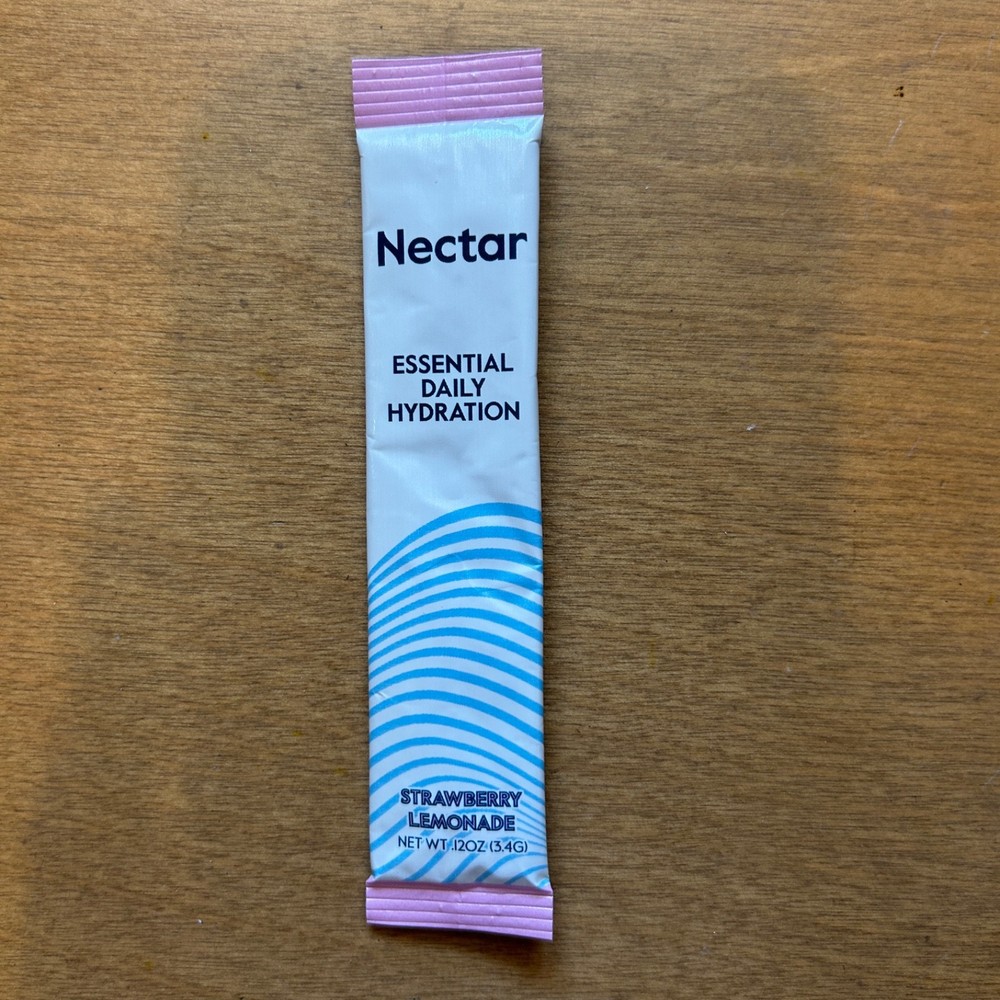 Nectar
ESSENTIAL
DAILY
HYDRATION
STRAWBERRY
LEMONADE
NET WT .12OZ (3.4G)